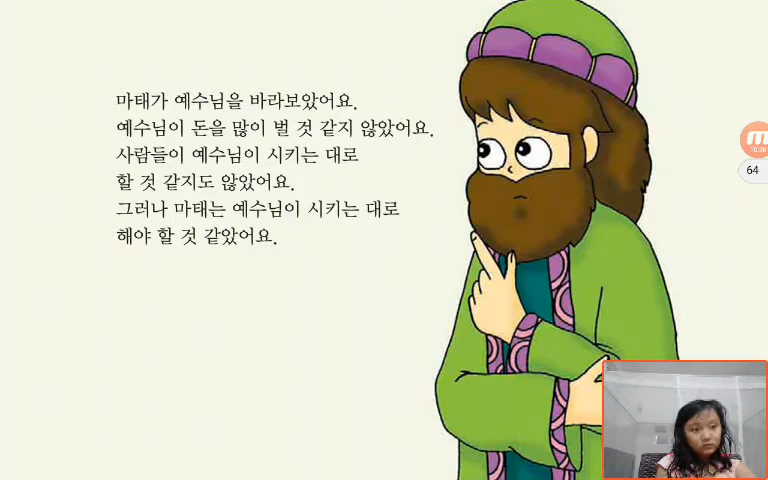 마태가 예수님을 바라보았어요.
예수님이 돈을 많이 벌 것 같지 않았어요.
사람들이 예수님이 시키는 대로
할 것 같지도 않았어요.
그러나 마태는 예수님이 시키는 대로
해야 할 것 같았어요.
64